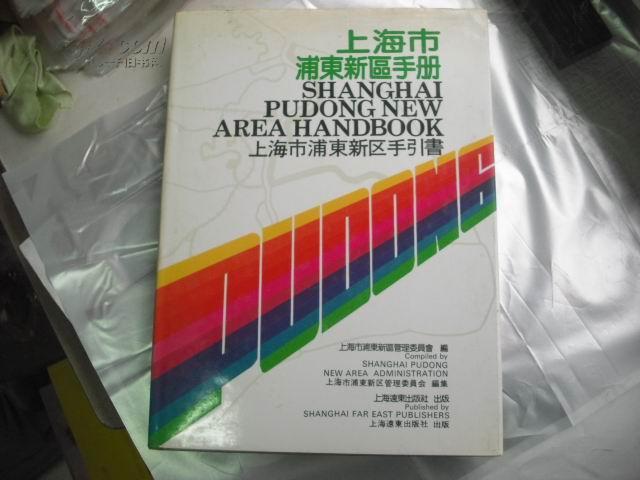 上海市
浦東新區手册
SHANGHAI
PUDONG NEW
AREA HANDBOOK
上海市浦東新区手引書
PUDONG
上海市浦東新區管理委員會 編
Compiled by
SHANGHAI PUDONG
NEW AREA ADMINISTRATION
上海市浦東新区管理委員会 編集
上海遠東出版社 出版
Published by
SHANGHAI FAR EAST PUBLISHERS
上海遠東出版社 出版